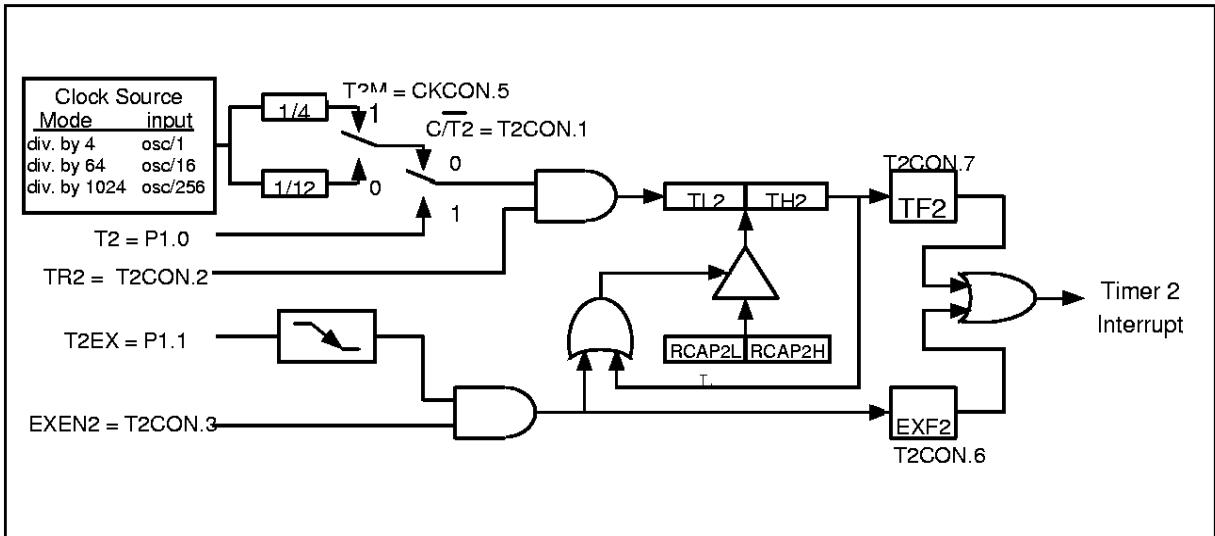 Clock Source
Mode input
div. by 4 osc/1
div. by 64 osc/16
div. by 1024 osc/256
1/4
1/12
T2M = CKCON.5
1
0
C/T2 = T2CON.1
0
1
T2 = P1.0
TR2 = T2CON.2
T2EX = P1.1
EXEN2 = T2CON.3
TL2 TH2
RCAP2L RCAP2H
T2CON.7
TF2
EXF2
T2CON.6
Timer 2
Interrupt